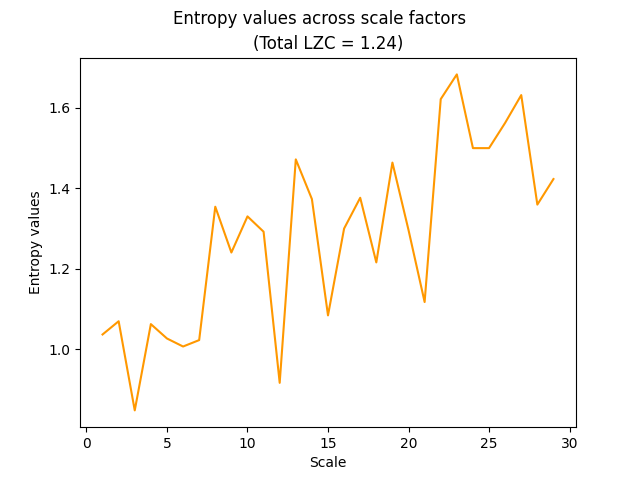 Entropy values across scale factors
(Total LZC = 1.24)
1.6
1.4
1.2
1.0
Entropy values
0 5 10 15 20 25 30
Scale